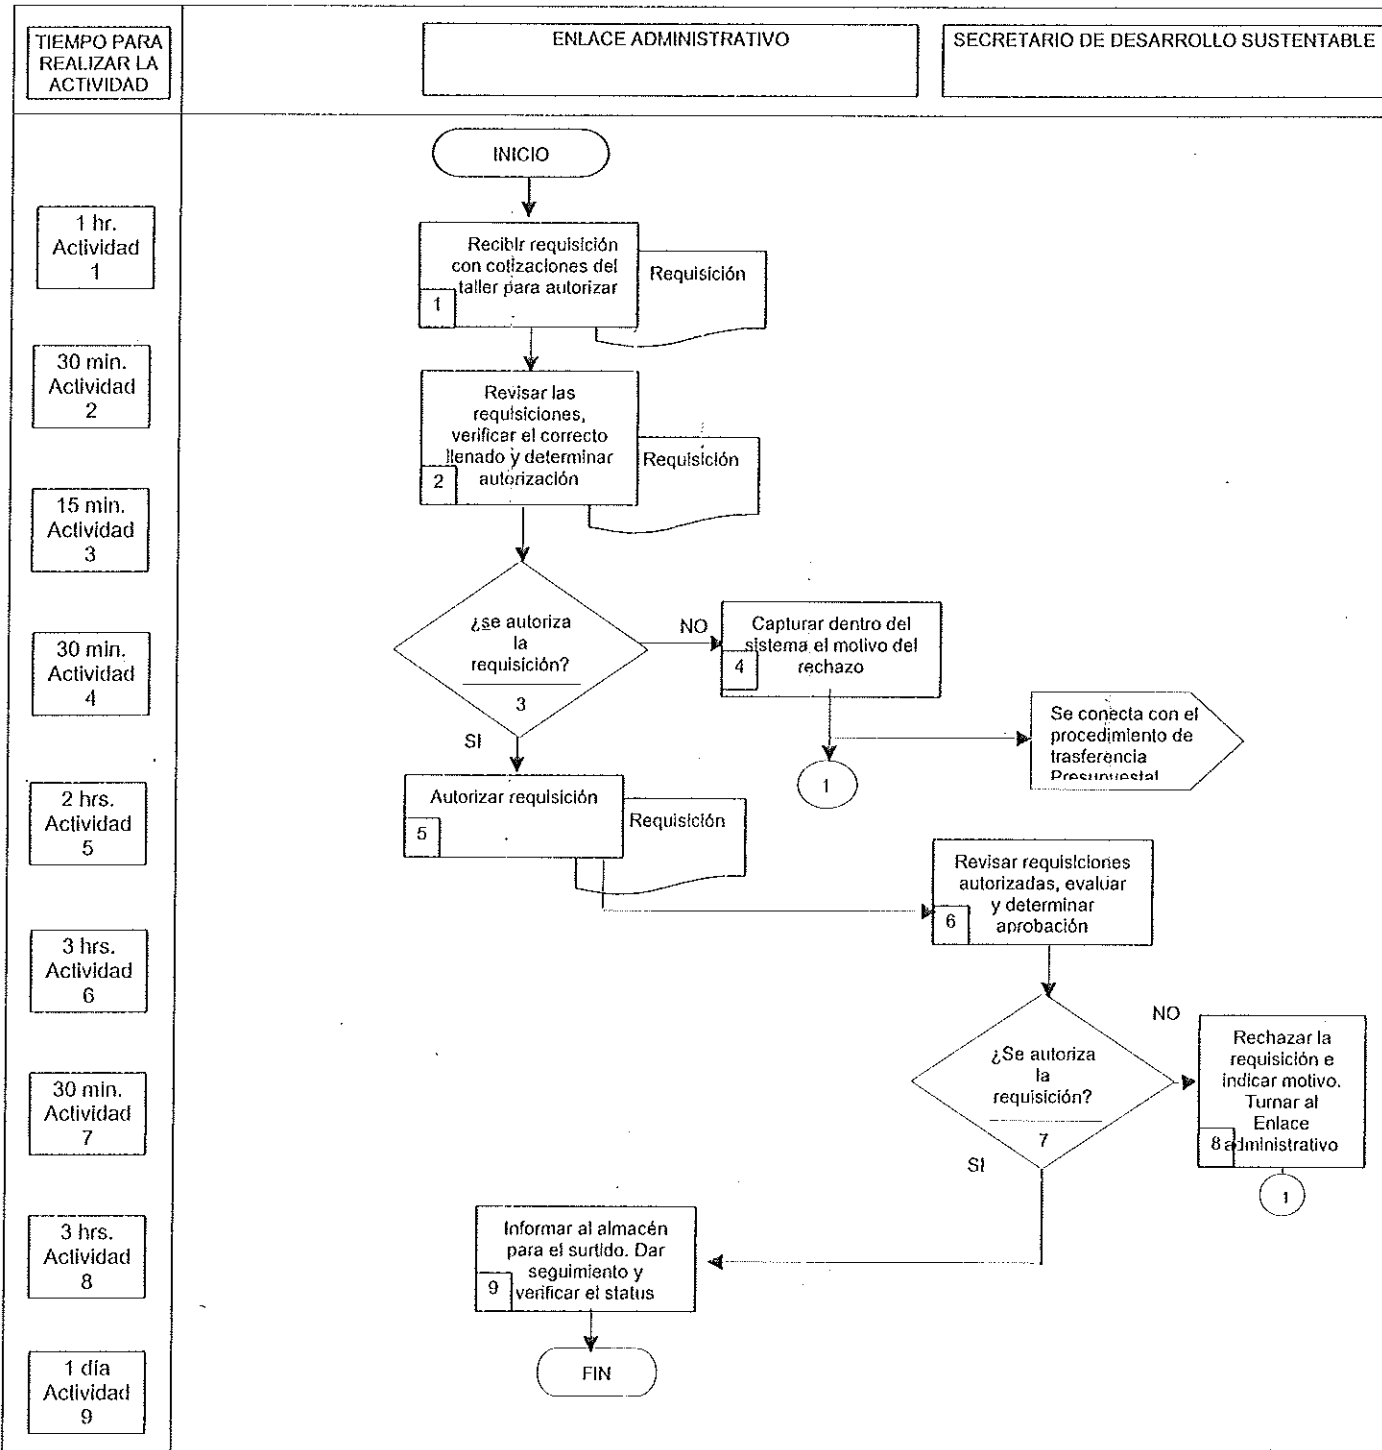 TIEMPO PARA
REALIZAR LA
ACTIVIDAD
ENLACE ADMINISTRATIVO
SECRETARIO DE DESARROLLO SUSTENTABLE
INICIO
1 hr.
Actividad
1
Recibir requisición
con cotizaciones del
taller para autorizar
1
Requisición
30 min.
Actividad
2
Revisar las
requisiciones,
verificar el correcto
llenado y determinar
autorización
2
Requisición
15 min.
Actividad
3
¿se autoriza
la
requisición?
3
NO
SI
Capturar dentro del
sistema el motivo del
rechazo
4
30 min.
Actividad
4
Se conecta con el
procedimiento de
trasferencia
Presupuestal
1
2 hrs.
Actividad
5
Autorizar requisición
5
Requisición
Revisar requisiciones
autorizadas, evaluar
y determinar
aprobación
6
3 hrs.
Actividad
6
¿Se autoriza
la
requisición?
7
NO
SI
Rechazar la
requisición e
indicar motivo.
Turnar al
Enlace
administrativo
8
1
30 min.
Actividad
7
3 hrs.
Actividad
8
Informar al almacén
para el surtido. Dar
seguimiento y
verificar el status
9
FIN
1 día
Actividad
9